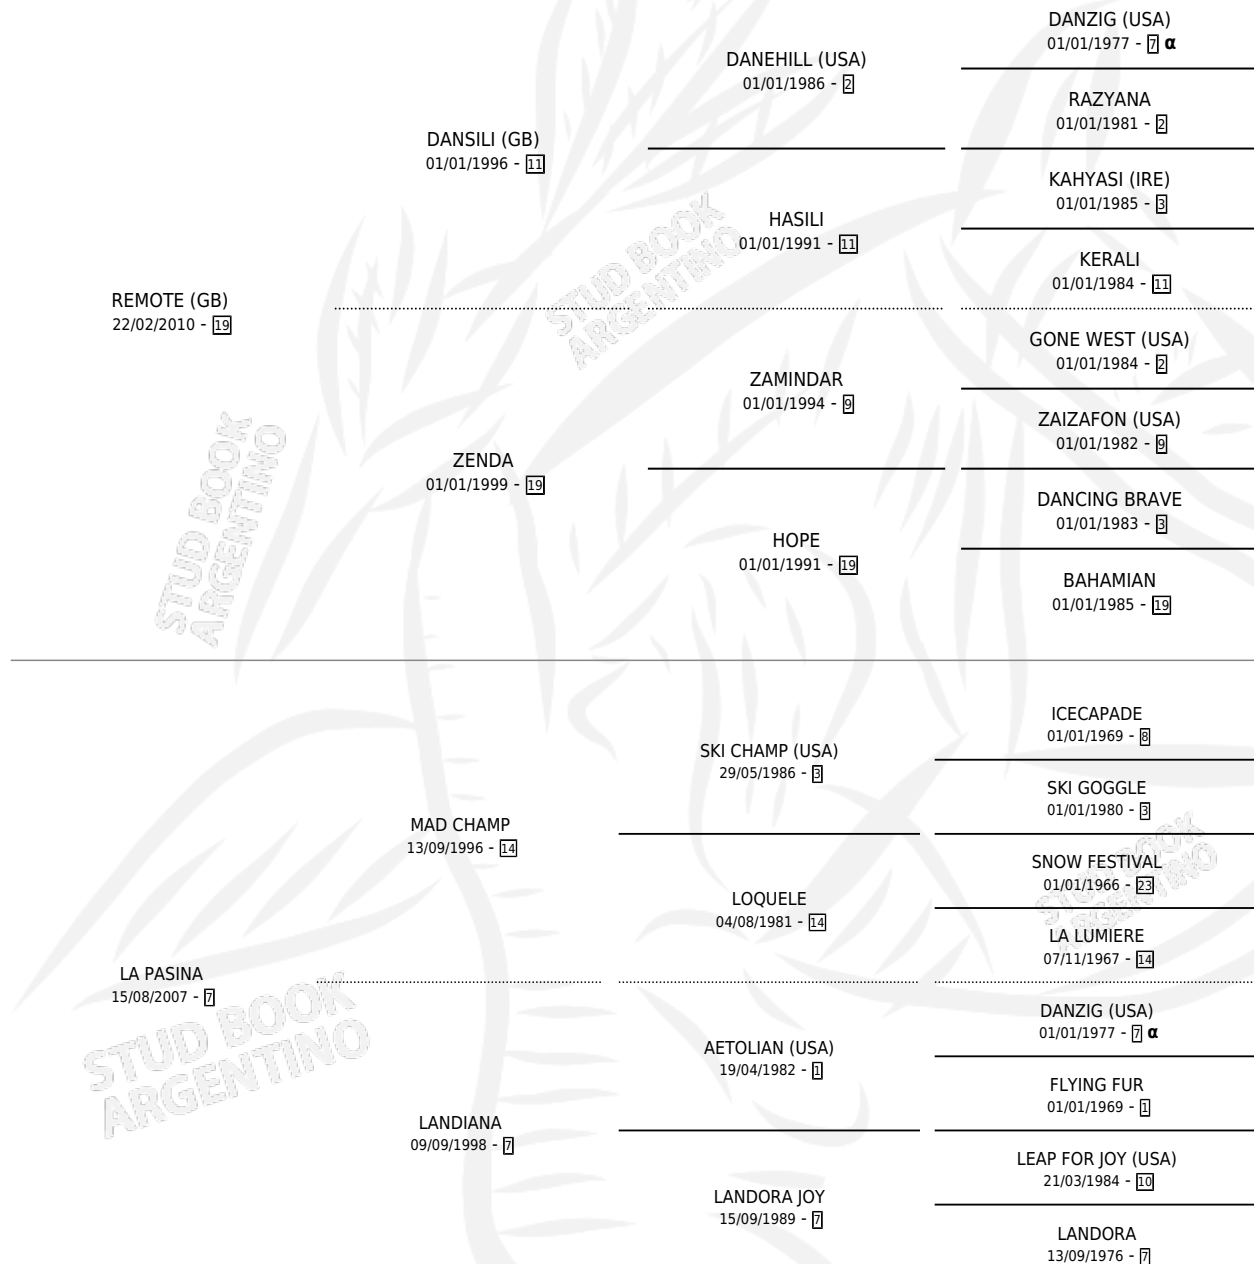 DANZIG (USA)
01/01/1977 - 7 α
DANEHILL (USA)
01/01/1986 - 2
RAZYANA
01/01/1981 - 2
DANSILI (GB)
01/01/1996 - 11
KAHYASI (IRE)
01/01/1985 - 3
HASILI
01/01/1991 - 11
KERALI
01/01/1984 - 11
REMOTE (GB)
22/02/2010 - 19
GONE WEST (USA)
01/01/1984 - 2
ZAMINDAR
01/01/1994 - 9
ZAIZAFON (USA)
01/01/1982 - 9
ZENDA
01/01/1999 - 19
DANCING BRAVE
01/01/1983 - 3
HOPE
01/01/1991 - 19
BAHAMIAN
01/01/1985 - 19
STUD BOOK
ARGENTINO
STUD BOOK
ARGENTINO
ICECAPADE
01/01/1969 - 8
SKI CHAMP (USA)
29/05/1986 - 3
SKI GOGGLE
01/01/1980 - 3
MAD CHAMP
13/09/1996 - 14
SNOW FESTIVAL
01/01/1966 - 23
LOQUELE
04/08/1981 - 14
LA LUMIERE
07/11/1967 - 14
STUD BOOK
ARGENTINO
LA PASINA
15/08/2007 - 7
DANZIG (USA)
01/01/1977 - 7 α
AETOLIAN (USA)
19/04/1982 - 1
FLYING FUR
01/01/1969 - 1
LANDIANA
09/09/1998 - 7
LEAP FOR JOY (USA)
21/03/1984 - 10
LANDORA JOY
15/09/1989 - 7
LANDORA
13/09/1976 - 7
STUD BOOK
ARGENTINO